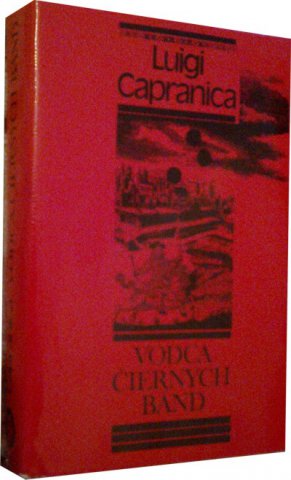 Luigi
Capranica
VODCA
ČIERNYCH
BÁND